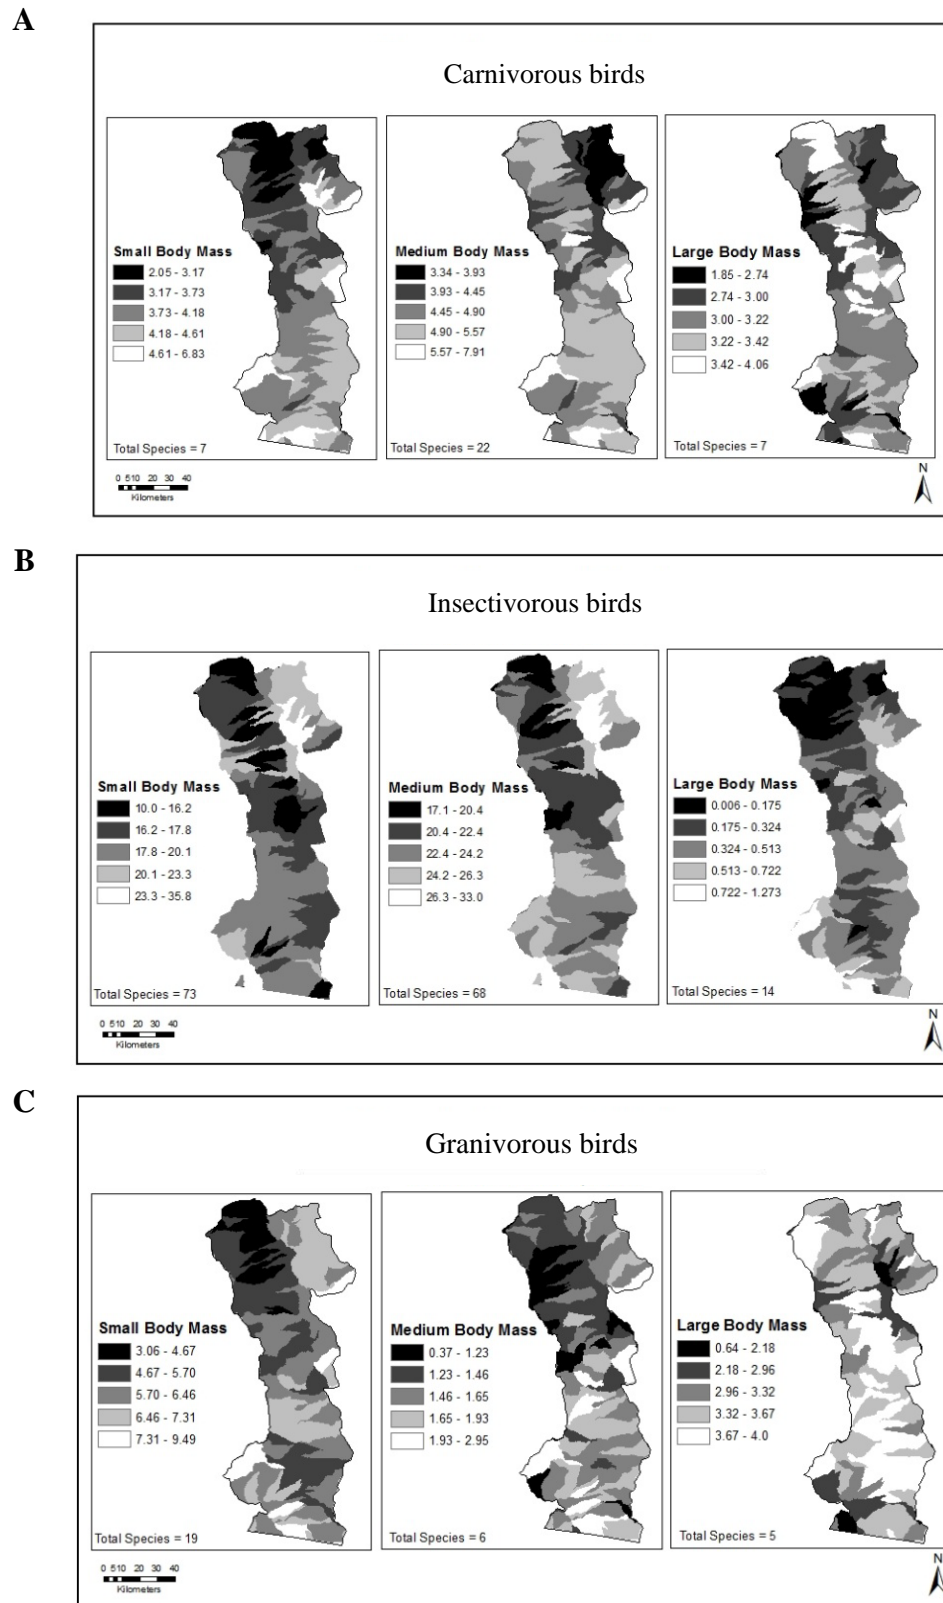 A
Carnivorous birds
Small Body Mass
2.05 - 3.17
3.17 - 3.73
3.73 - 4.18
4.18 - 4.61
4.61 - 6.83
Total Species = 7
Medium Body Mass
3.34 - 3.93
3.93 - 4.45
4.45 - 4.90
4.90 - 5.57
5.57 - 7.91
Total Species = 22
Large Body Mass
1.85 - 2.74
2.74 - 3.00
3.00 - 3.22
3.22 - 3.42
3.42 - 4.06
Total Species = 7
0 5 10 20 30 40
Kilometers
N
B
Insectivorous birds
Small Body Mass
10.0 - 16.2
16.2 - 17.8
17.8 - 20.1
20.1 - 23.3
23.3 - 35.8
Total Species = 73
Medium Body Mass
17.1 - 20.4
20.4 - 22.4
22.4 - 24.2
24.2 - 26.3
26.3 - 33.0
Total Species = 68
Large Body Mass
0.006 - 0.175
0.175 - 0.324
0.324 - 0.513
0.513 - 0.722
0.722 - 1.273
Total Species = 14
0 5 10 20 30 40
Kilometers
N
C
Granivorous birds
Small Body Mass
3.06 - 4.67
4.67 - 5.70
5.70 - 6.46
6.46 - 7.31
7.31 - 9.49
Total Species = 19
Medium Body Mass
0.37 - 1.23
1.23 - 1.46
1.46 - 1.65
1.65 - 1.93
1.93 - 2.95
Total Species = 6
Large Body Mass
0.64 - 2.18
2.18 - 2.96
2.96 - 3.32
3.32 - 3.67
3.67 - 4.0
Total Species = 5
0 5 10 20 30 40
Kilometers
N